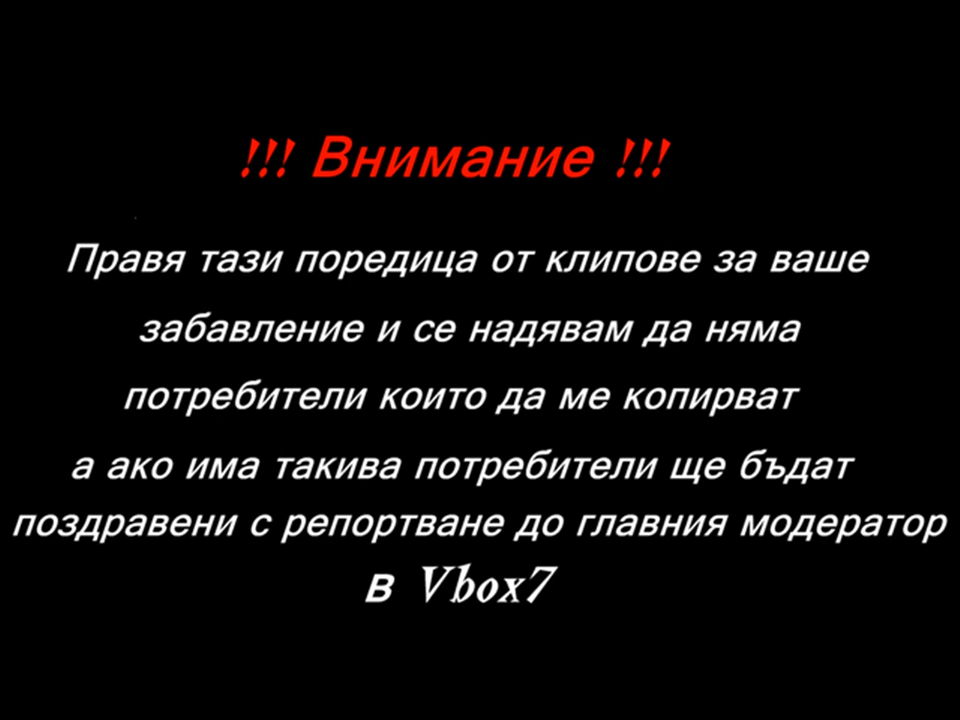 !!! Внимание !!!
Правя тази поредица от клипове за ваше
забавление и се надявам да няма
потребители които да ме копирват
а ако има такива потребители ще бъдат
поздравени с репортване до главния модератор
в Vbox7